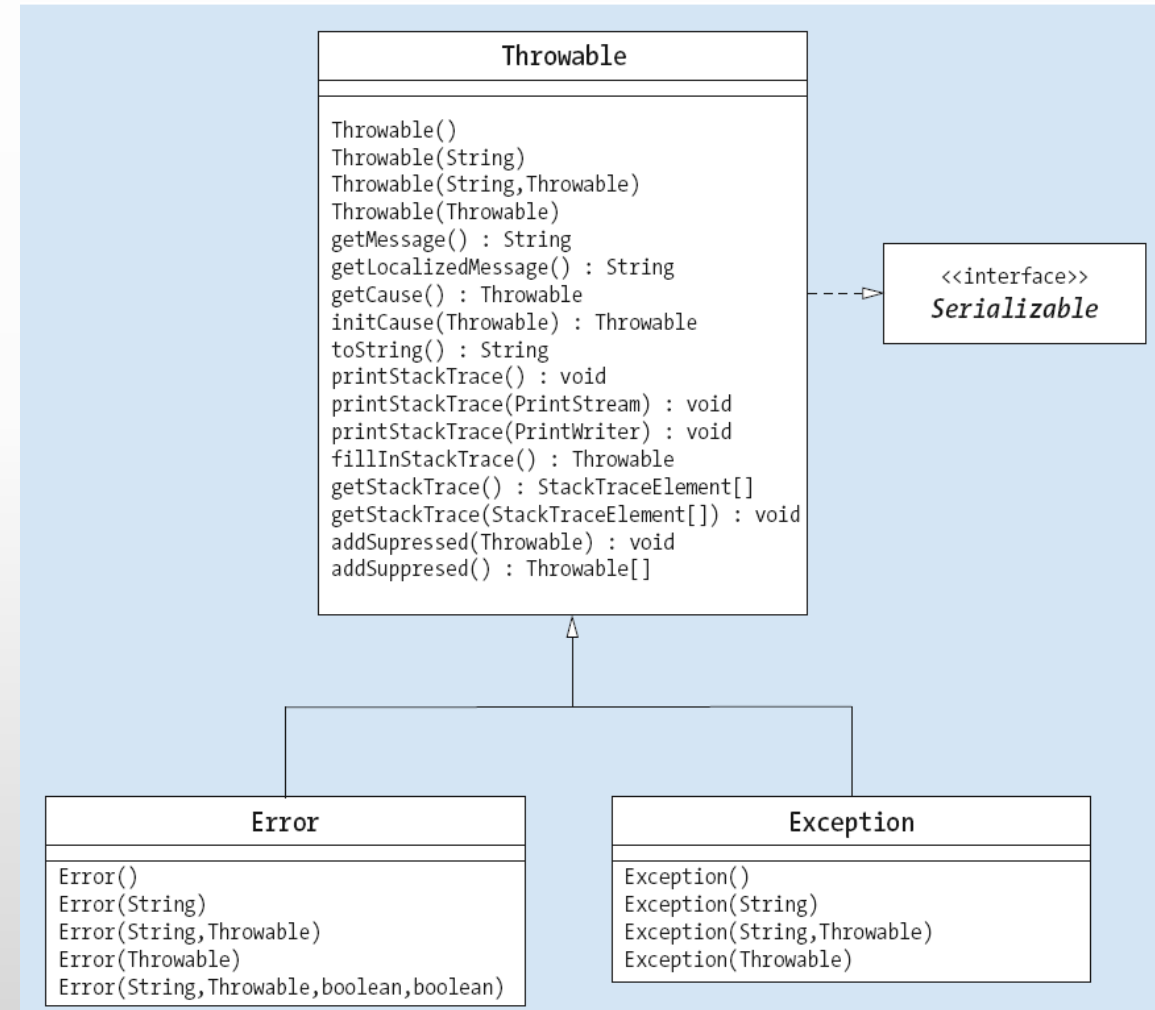 Throwable
Throwable()
Throwable(String)
Throwable(String,Throwable)
Throwable(Throwable)
getMessage() : String
getLocalizedMessage() : String
getCause() : Throwable
initCause(Throwable) : Throwable
toString() : String
printStackTrace() : void
printStackTrace(PrintStream) : void
printStackTrace(PrintWriter) : void
fillInStackTrace() : Throwable
getStackTrace() : StackTraceElement[]
getStackTrace(StackTraceElement[]) : void
addSupressed(Throwable) : void
addSuppresed() : Throwable[]
<<interface>>
Serializable
Error
Error()
Error(String)
Error(String,Throwable)
Error(Throwable)
Error(String,Throwable,boolean,boolean)
Exception
Exception()
Exception(String)
Exception(String,Throwable)
Exception(Throwable)